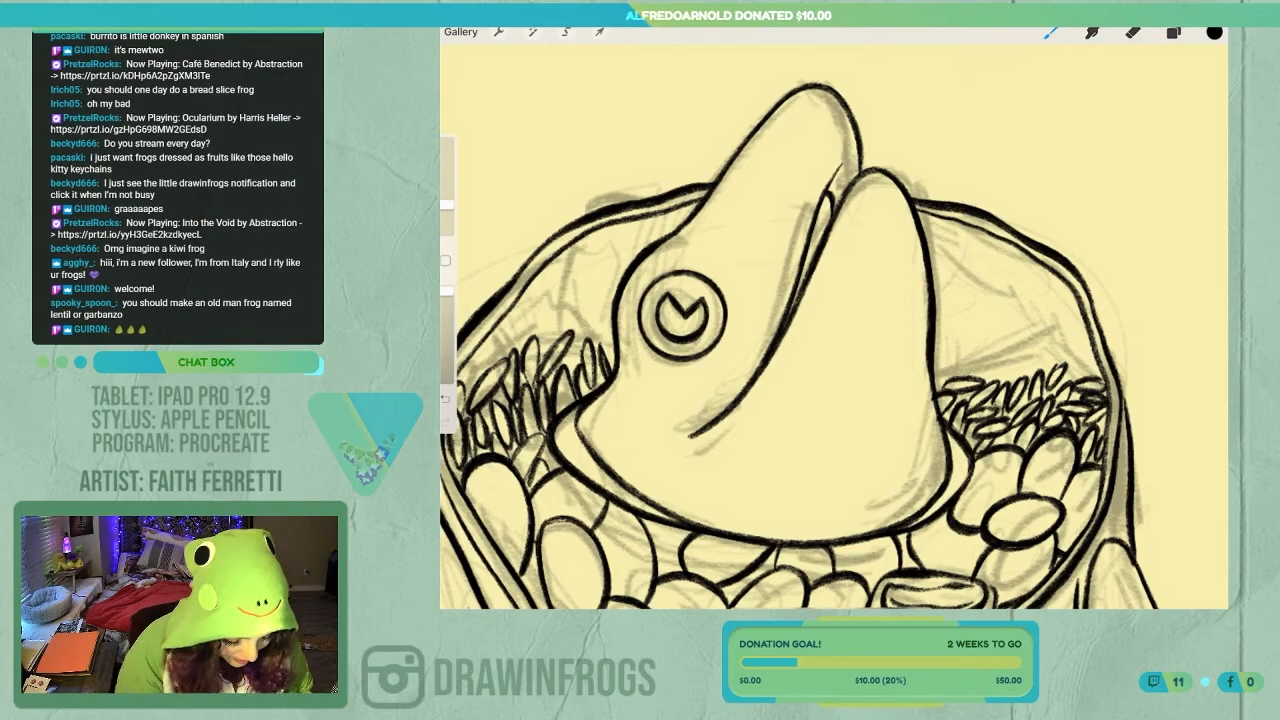 ALFREDOARNOLD DONATED $10.00
Gallery
pacaski: burrito is little donkey in spanish
GUIR0N: it's mewtwo
PretzelRocks: Now Playing: Café Benedict by Abstraction
-> https://prtzl.io/kDHp6A2pZgXM3lTe
lrich05: you should one day do a bread slice frog
lrich05: oh my bad
PretzelRocks: Now Playing: Ocularium by Harris Heller ->
https://prtzl.io/gzHpG698MW2GEdsD
beckyd666: Do you stream every day?
pacaski: i just want frogs dressed as fruits like those hello
kitty keychains
beckyd666: I just see the little drawinfrogs notification and
click it when I'm not busy
GUIR0N: graaaaapes
PretzelRocks: Now Playing: Into the Void by Abstraction -
> https://prtzl.io/yyH3GeE2kzdkyecL
beckyd666: Omg imagine a kiwi frog
agghy_: hiii, i'm a new follower, I'm from Italy and I rly like
ur frogs! 💜
GUIR0N: welcome!
spooky_spoon_: you should make an old man frog named
lentil or garbanzo
GUIR0N: 🍐🍐🍐
CHAT BOX
TABLET: IPAD PRO 12.9
STYLUS: APPLE PENCIL
PROGRAM: PROCREATE
ARTIST: FAITH FERRETTI
DRAWINFROGS
DONATION GOAL! 2 WEEKS TO GO
$0.00 $10.00 (20%) $50.00
11 0